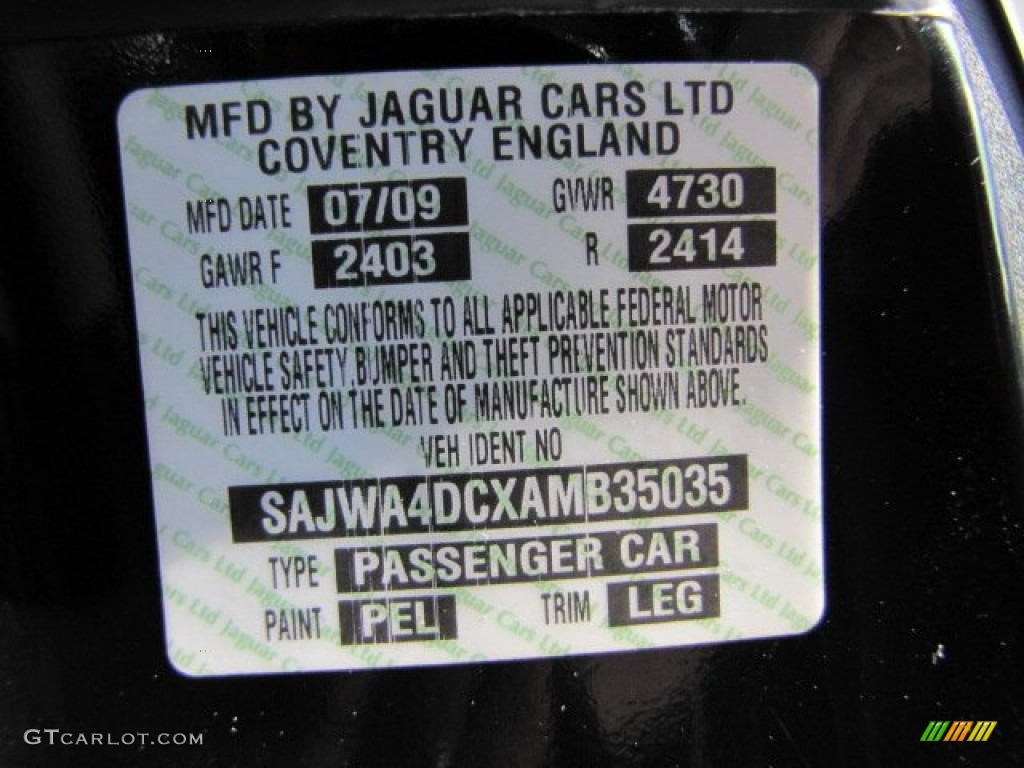 MFD BY JAGUAR CARS LTD
COVENTRY ENGLAND
MFD DATE 07/09 GVWR 4730
GAWR F 2403 R 2414
THIS VEHICLE CONFORMS TO ALL APPLICABLE FEDERAL MOTOR
VEHICLE SAFETY,BUMPER AND THEFT PREVENTION STANDARDS
IN EFFECT ON THE DATE OF MANUFACTURE SHOWN ABOVE.
VEH IDENT NO
SAJWA4DCXAMB35035
TYPE PASSENGER CAR
PAINT PEL TRIM LEG
GTCARLOT.COM